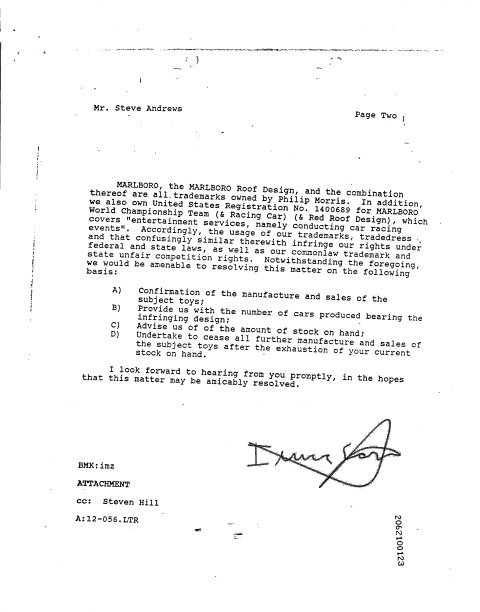 Mr. Steve Andrews
Page Two
MARLBORO, the MARLBORO Roof Design, and the combination
thereof are all trademarks owned by Philip Morris. In addition,
we also own United States Registration No. 1400689 for MARLBORO
World Championship Team (& Racing Car) (& Red Roof Design), which
covers "entertainment services, namely conducting car racing
events". Accordingly, the usage of our trademarks, tradedress
and that confusingly similar therewith infringe our rights under
federal and state laws, as well as our commonlaw trademark and
state unfair competition rights. Notwithstanding the foregoing,
we would be amenable to resolving this matter on the following
basis:
A) Confirmation of the manufacture and sales of the
subject toys;
B) Provide us with the number of cars produced bearing the
infringing design;
C) Advise us of of the amount of stock on hand;
D) Undertake to cease all further manufacture and sales of
the subject toys after the exhaustion of your current
stock on hand.
I look forward to hearing from you promptly, in the hopes
that this matter may be amicably resolved.
BMK:imz
ATTACHMENT
cc: Steven Hill
A:12-056.LTR
2062100123